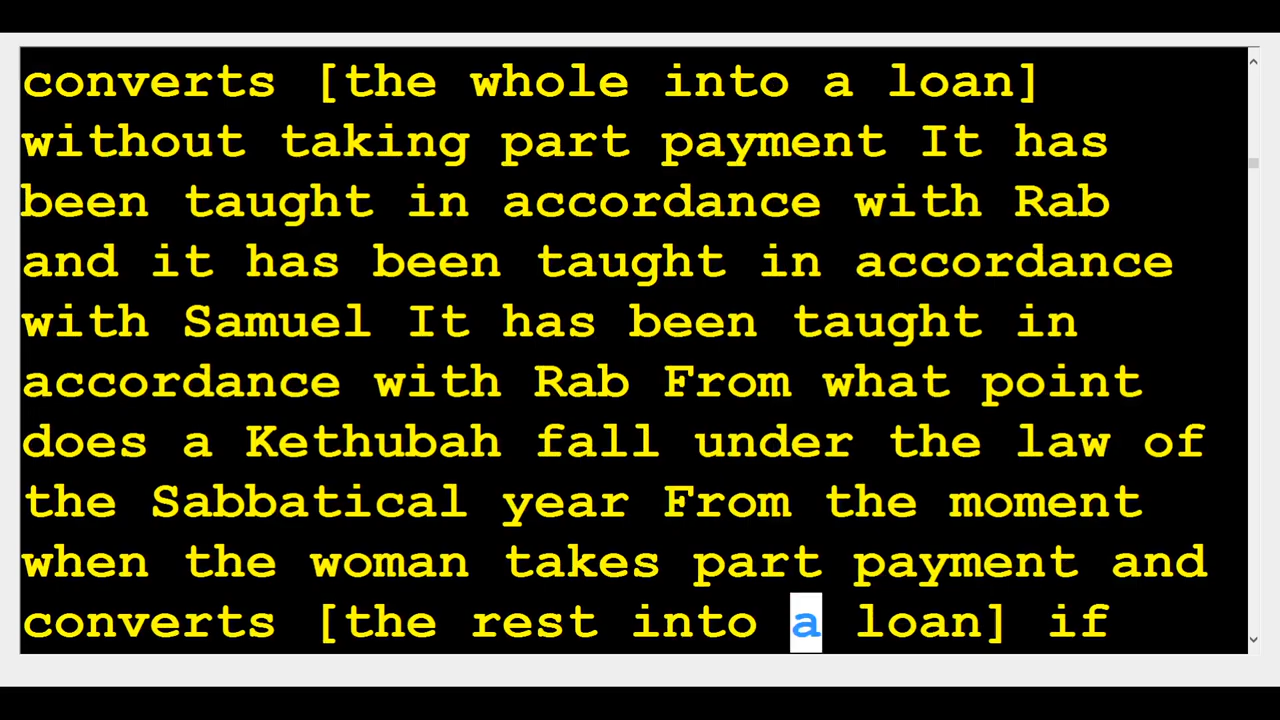 converts [the whole into a loan]
without taking part payment It has
been taught in accordance with Rab
and it has been taught in accordance
with Samuel It has been taught in
accordance with Rab From what point
does a Kethubah fall under the law of
the Sabbatical year From the moment
when the woman takes part payment and
converts [the rest into a loan] if